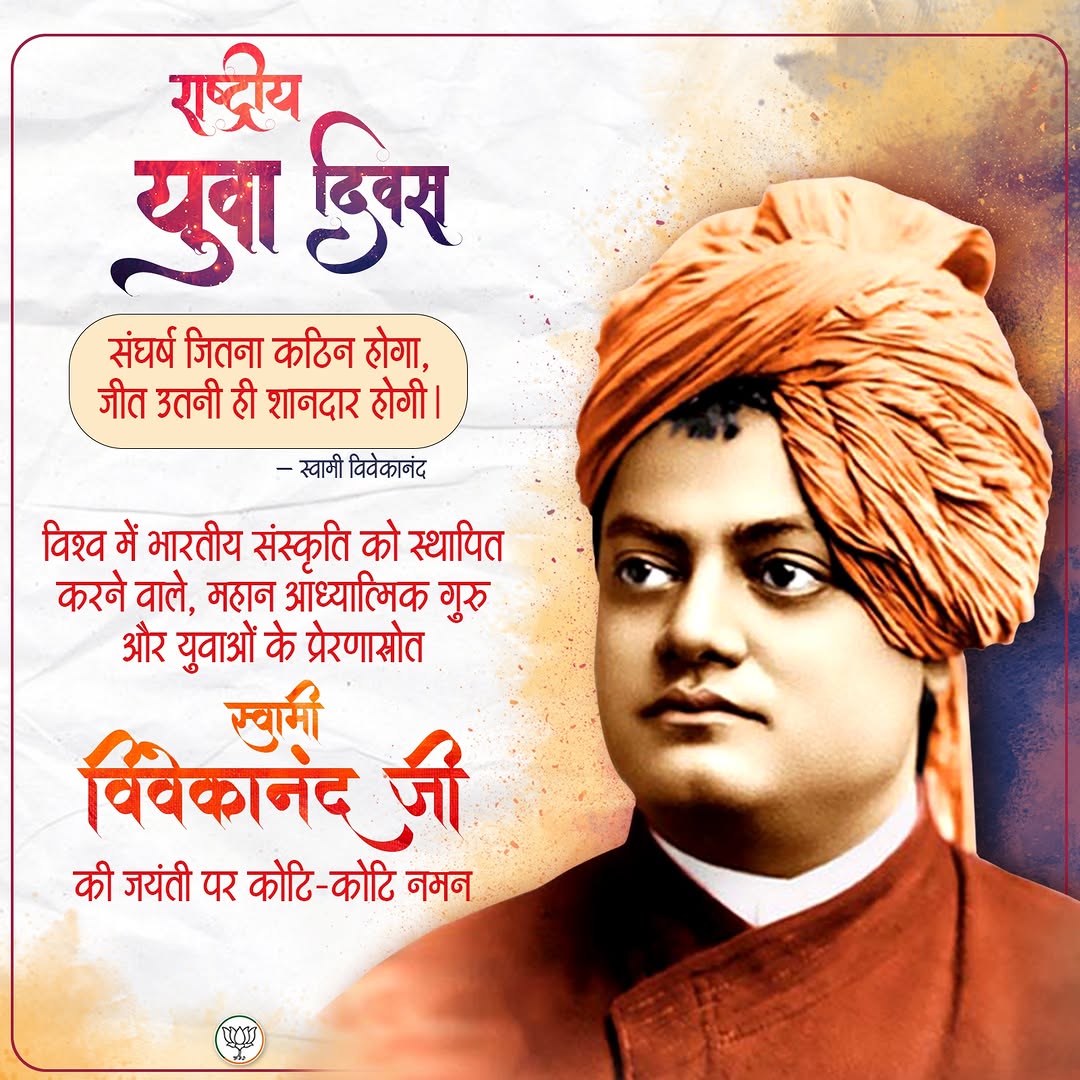 राष्ट्रीय
युवा दिवस
संघर्ष जितना कठिन होगा,
जीत उतनी ही शानदार होगी।
– स्वामी विवेकानंद
विश्व में भारतीय संस्कृति को स्थापित
करने वाले, महान आध्यात्मिक गुरु
और युवाओं के प्रेरणास्रोत
स्वामी
विवेकानंद जी
की जयंती पर कोटि-कोटि नमन